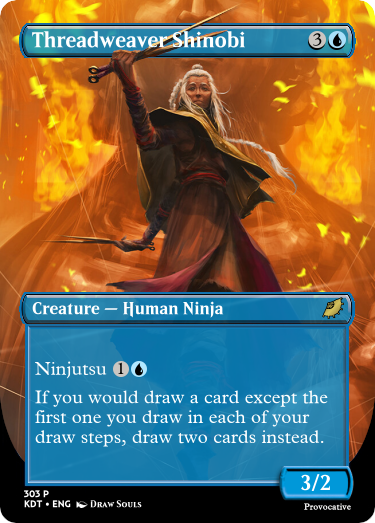 Threadweaver Shinobi 3
Creature — Human Ninja
Ninjutsu 1
If you would draw a card except the
first one you draw in each of your
draw steps, draw two cards instead.
3/2
303 P
KDT • ENG Draw Souls
Provocative